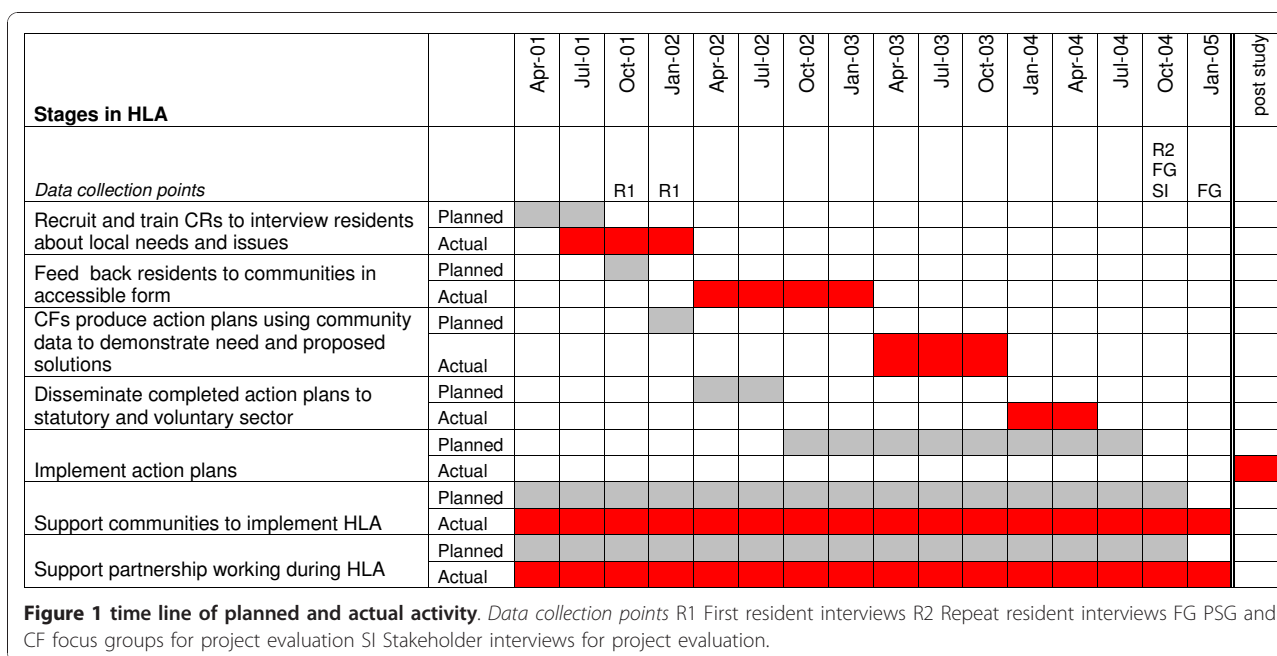 Stages in HLA Apr-01 Jul-01 Oct-01 Jan-02 Apr-02 Jul-02 Oct-02 Jan-03 Apr-03 Jul-03 Oct-03 Jan-04 Apr-04 Jul-04 Oct-04 Jan-05 post study
R2
FG
Data collection points R1 R1 SI FG
Recruit and train CRs to interview residents Planned
about local needs and issues Actual
Feed back residents to communities in Planned
accessible form Actual
CFs produce action plans using community Planned
data to demonstrate need and proposed
solutions Actual
Disseminate completed action plans to Planned
statutory and voluntary sector Actual
Planned
Implement action plans Actual
Planned
Support communities to implement HLA Actual
Planned
Support partnership working during HLA Actual
Figure 1 time line of planned and actual activity. Data collection points R1 First resident interviews R2 Repeat resident interviews FG PSG and
CF focus groups for project evaluation SI Stakeholder interviews for project evaluation.